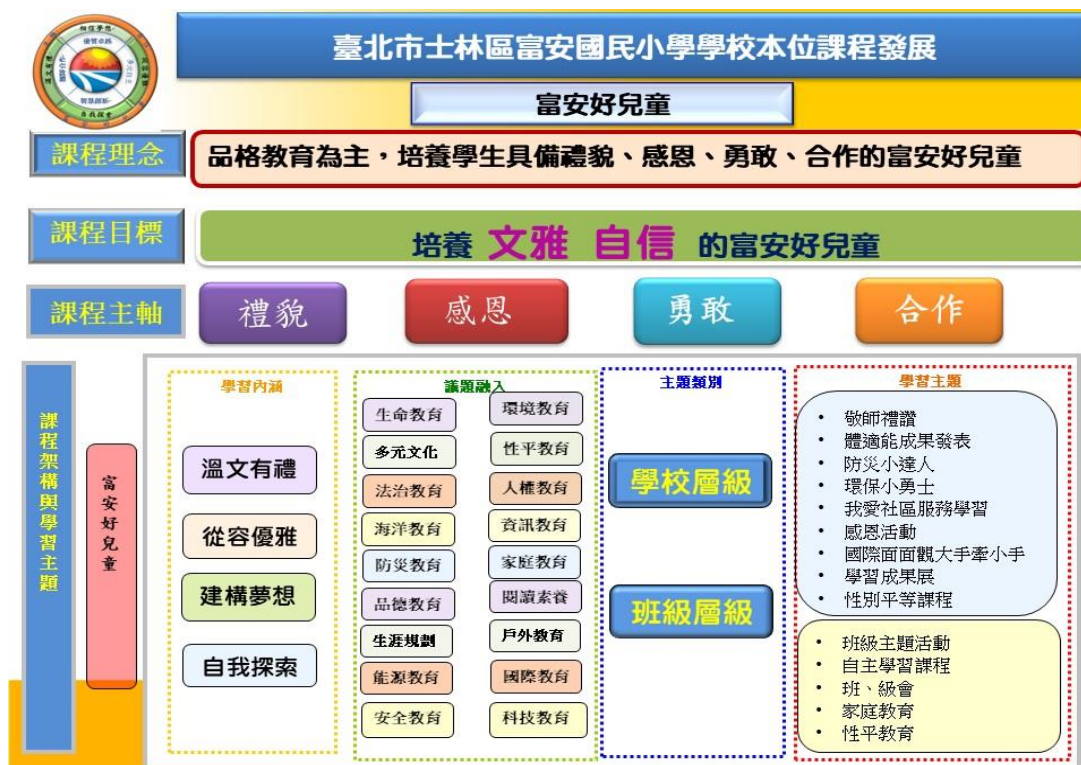 相信夢想
優質卓越
自我探索
臺北市士林區富安國民小學學校本位課程發展
富安好兒童
課程理念
品格教育為主,培養學生具備禮貌、感恩、勇敢、合作的富安好兒童
課程目標
培養 文雅 自信 的富安好兒童
課程主軸
禮貌
感恩
勇敢
合作
課程架構與學習主題
富安好兒童
學習內涵
溫文有禮
從容優雅
建構夢想
自我探索
議題融入
生命教育
環境教育
多元文化
性平教育
法治教育
人權教育
海洋教育
資訊教育
防災教育
家庭教育
品德教育
閱讀素養
生涯規劃
戶外教育
能源教育
國際教育
安全教育
科技教育
主題類別
學校層級
班級層級
學習主題
• 敬師禮讚
• 體適能成果發表
• 防災小達人
• 環保小勇士
• 我愛社區服務學習
• 感恩活動
• 國際面面觀大手牽小手
• 學習成果展
• 性別平等課程
• 班級主題活動
• 自主學習課程
• 班、級會
• 家庭教育
• 性平教育